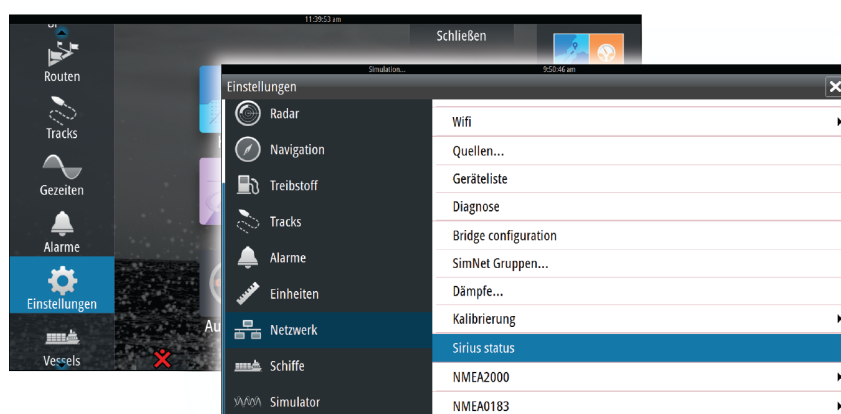 11:39:53 am
Schließen
Routen
Tracks
Gezeiten
Alarme
Einstellungen
Vessels
Au
Simulation...
9:50:46 am
Einstellungen
Radar
Navigation
Treibstoff
Tracks
Alarme
Einheiten
Netzwerk
Schiffe
Simulator
Wifi
Quellen...
Geräteliste
Diagnose
Bridge configuration
SimNet Gruppen...
Dämpfe...
Kalibrierung
Sirius status
NMEA2000
NMEA0183